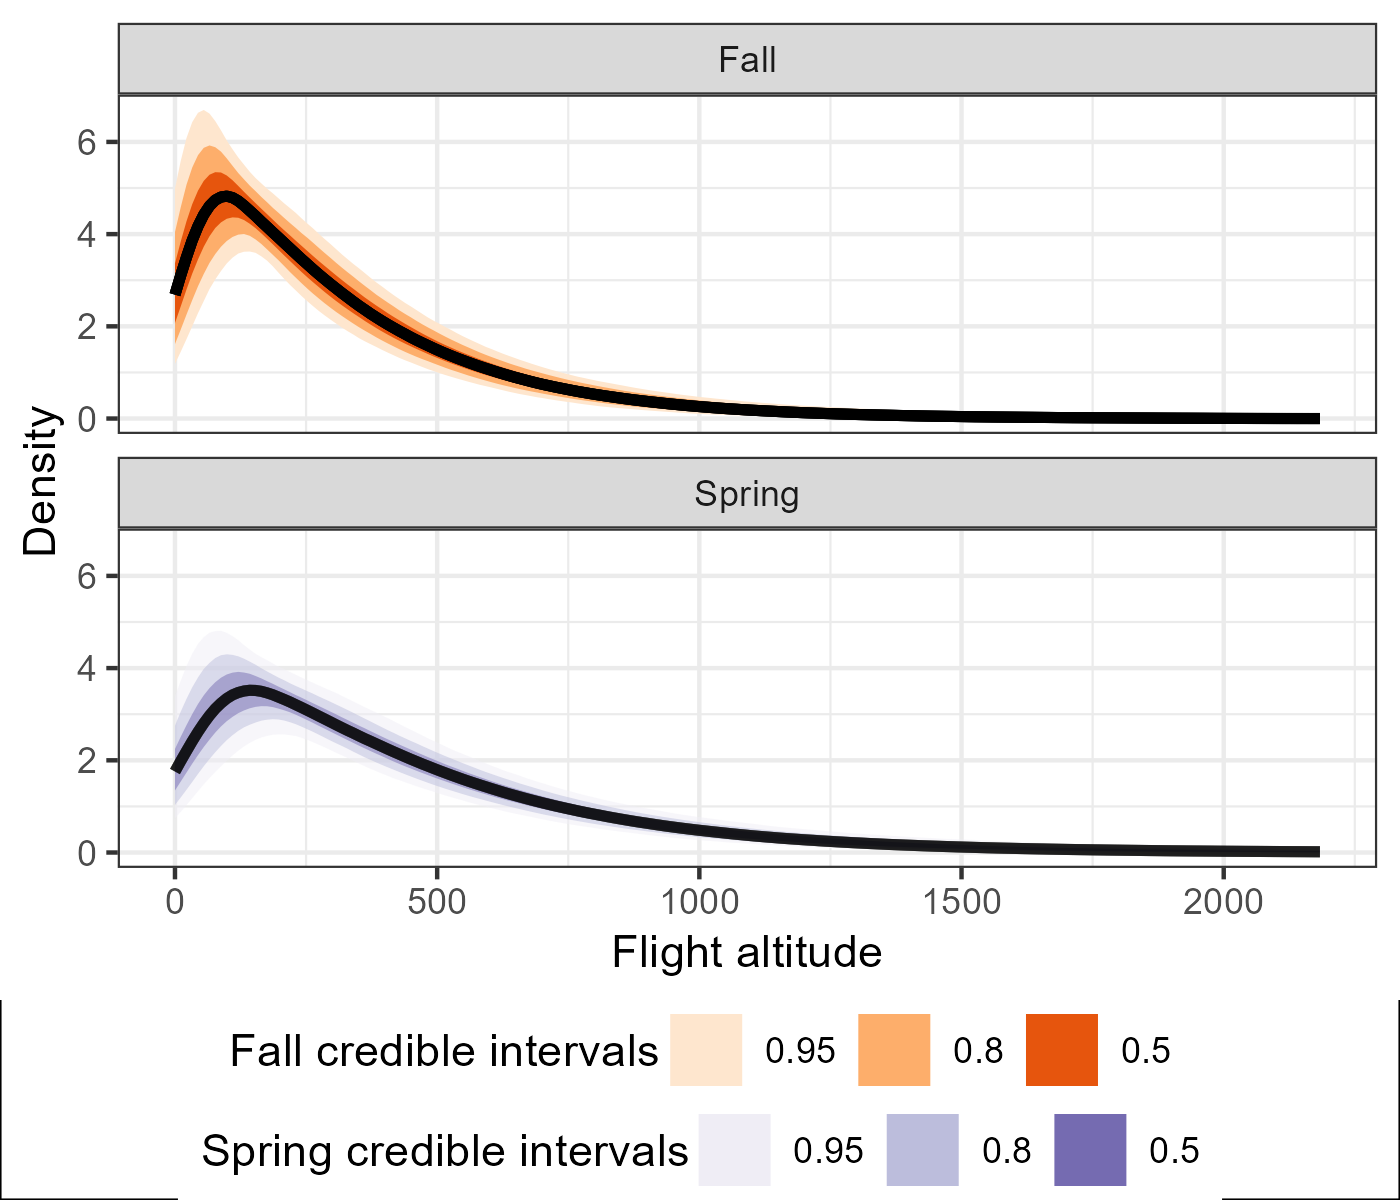 Fall
6
4
2
0
Density
Spring
6
4
2
0
0 500 1000 1500 2000
Flight altitude
Fall credible intervals 0.95 0.8 0.5
Spring credible intervals 0.95 0.8 0.5